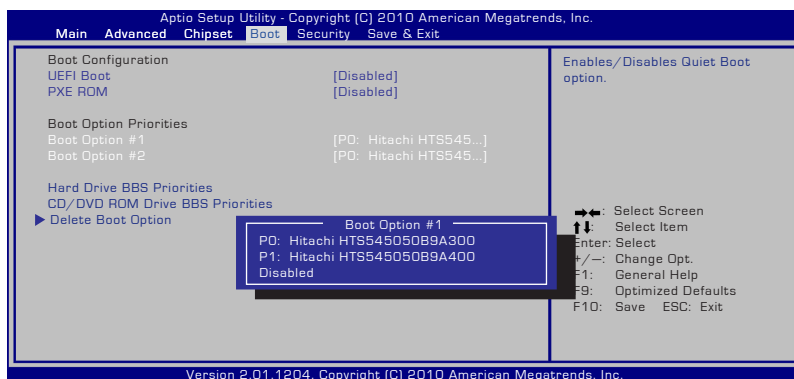 Aptio Setup Utility - Copyright (C) 2010 American Megatrends, Inc.
Main Advanced Chipset Boot Security Save & Exit
Boot Configuration
UEFI Boot [Disabled]
PXE ROM [Disabled]
Boot Option Priorities
Boot Option #1 [P0: Hitachi HTS545...]
Boot Option #2 [P0: Hitachi HTS545...]
Hard Drive BBS Priorities
CD/DVD ROM Drive BBS Priorities
Delete Boot Option
Boot Option #1
P0: Hitachi HTS545050B9A300
P1: Hitachi HTS545050B9A400
Disabled
Enables/Disables Quiet Boot
option.
→←: Select Screen
↑↓: Select Item
Enter: Select
+/—: Change Opt.
F1: General Help
F9: Optimized Defaults
F10: Save ESC: Exit
Version 2.01.1204. Copyright (C) 2010 American Megatrends, Inc.